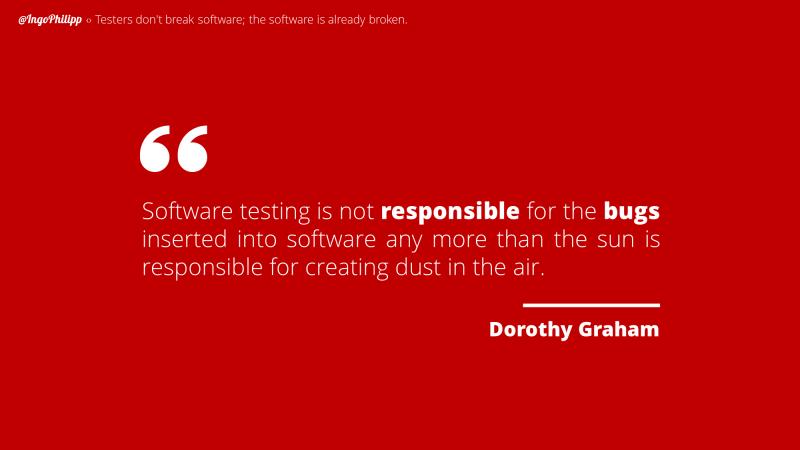 @IngoPhilipp ‹› Testers don't break software; the software is already broken.
“
Software testing is not responsible for the bugs
inserted into software any more than the sun is
responsible for creating dust in the air.
Dorothy Graham